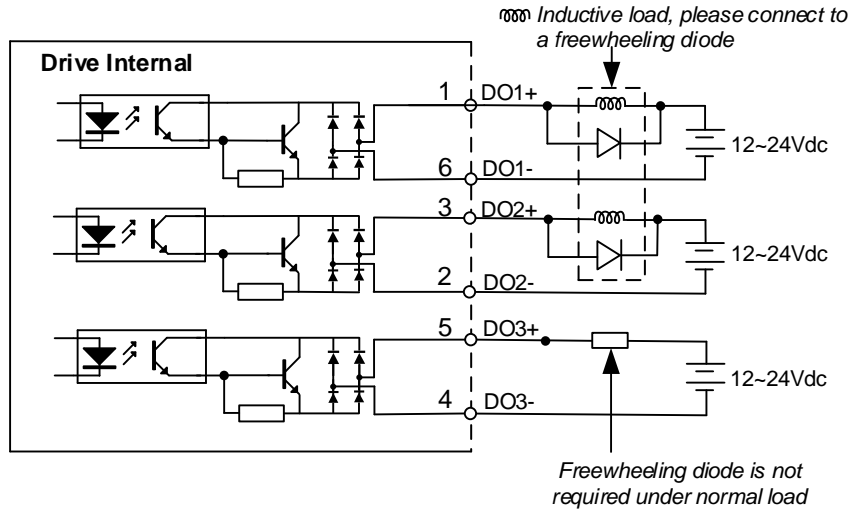 Inductive load, please connect to
a freewheeling diode
Drive Internal
1 DO1+
12~24Vdc
6 DO1-
3 DO2+
12~24Vdc
2 DO2-
5 DO3+
12~24Vdc
4 DO3-
Freewheeling diode is not
required under normal load